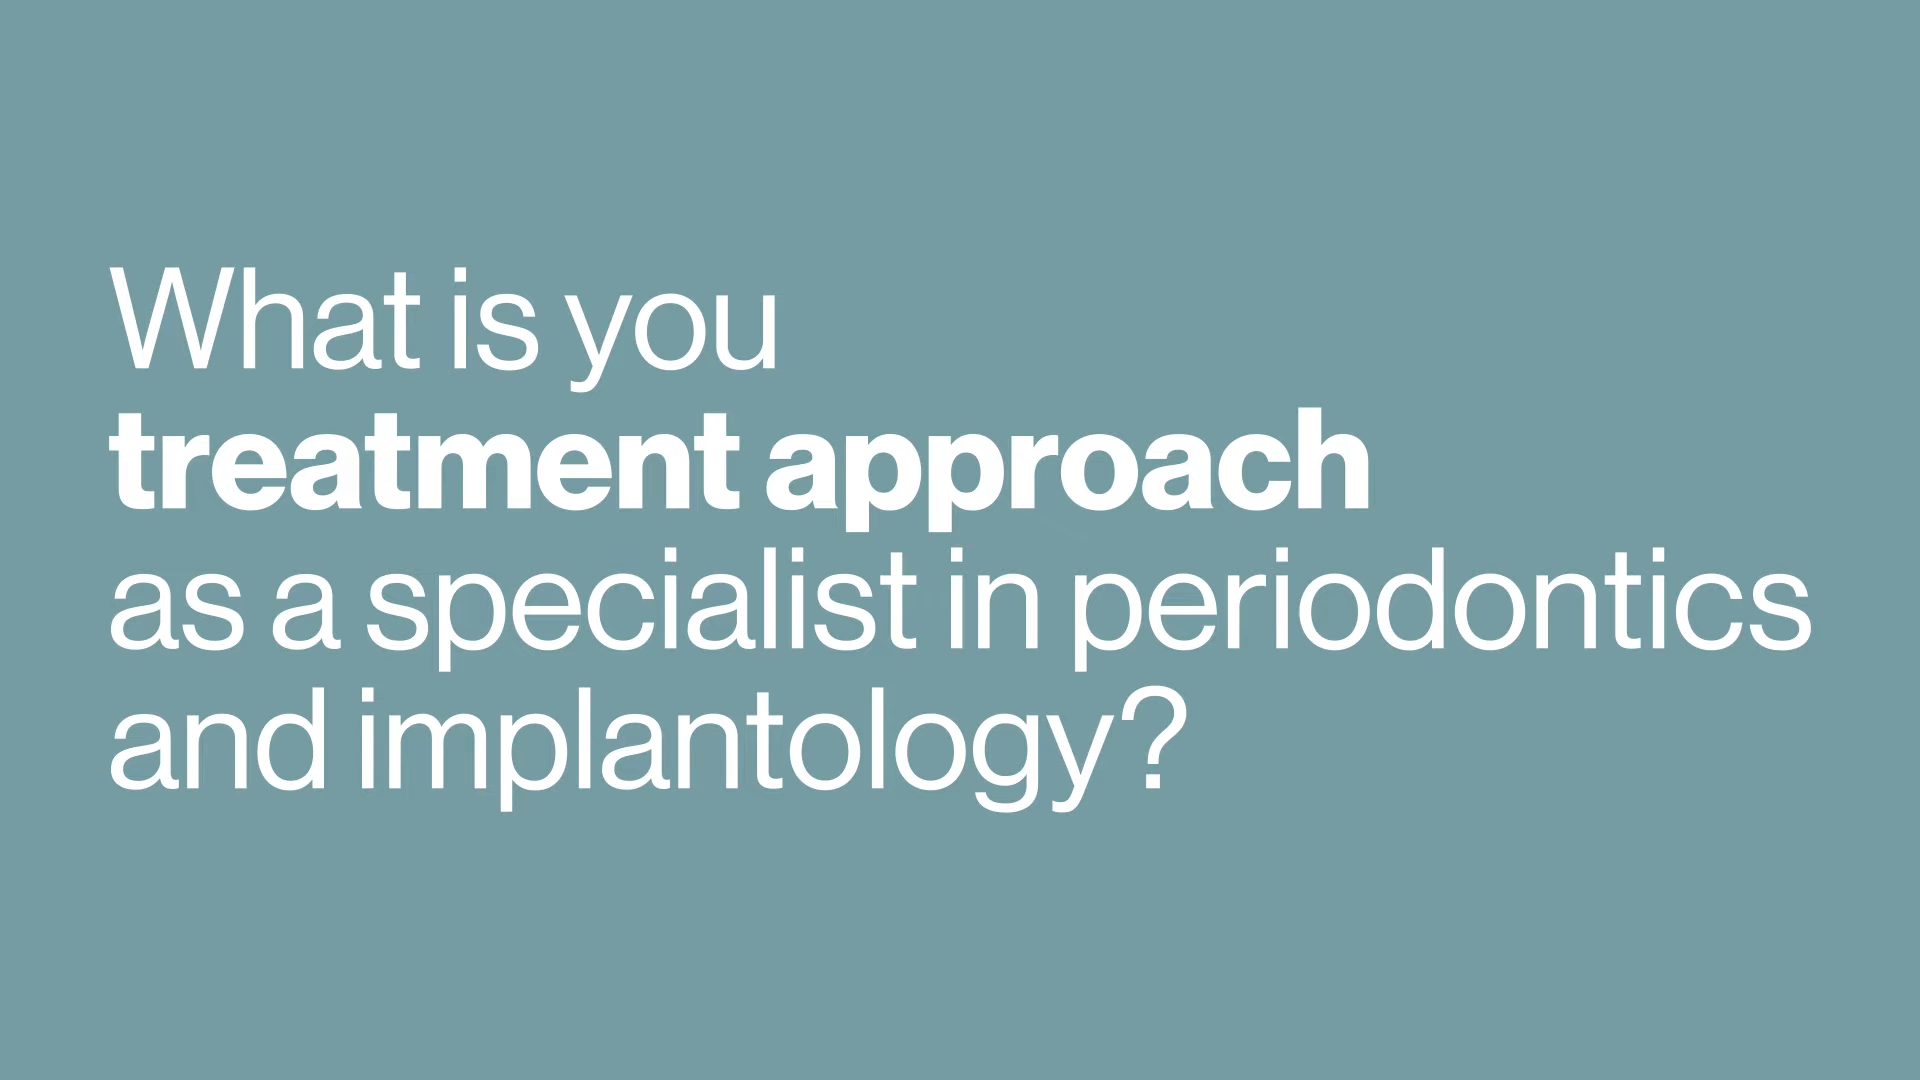 What is you
treatment approach
as a specialist in periodontics
and implantology?